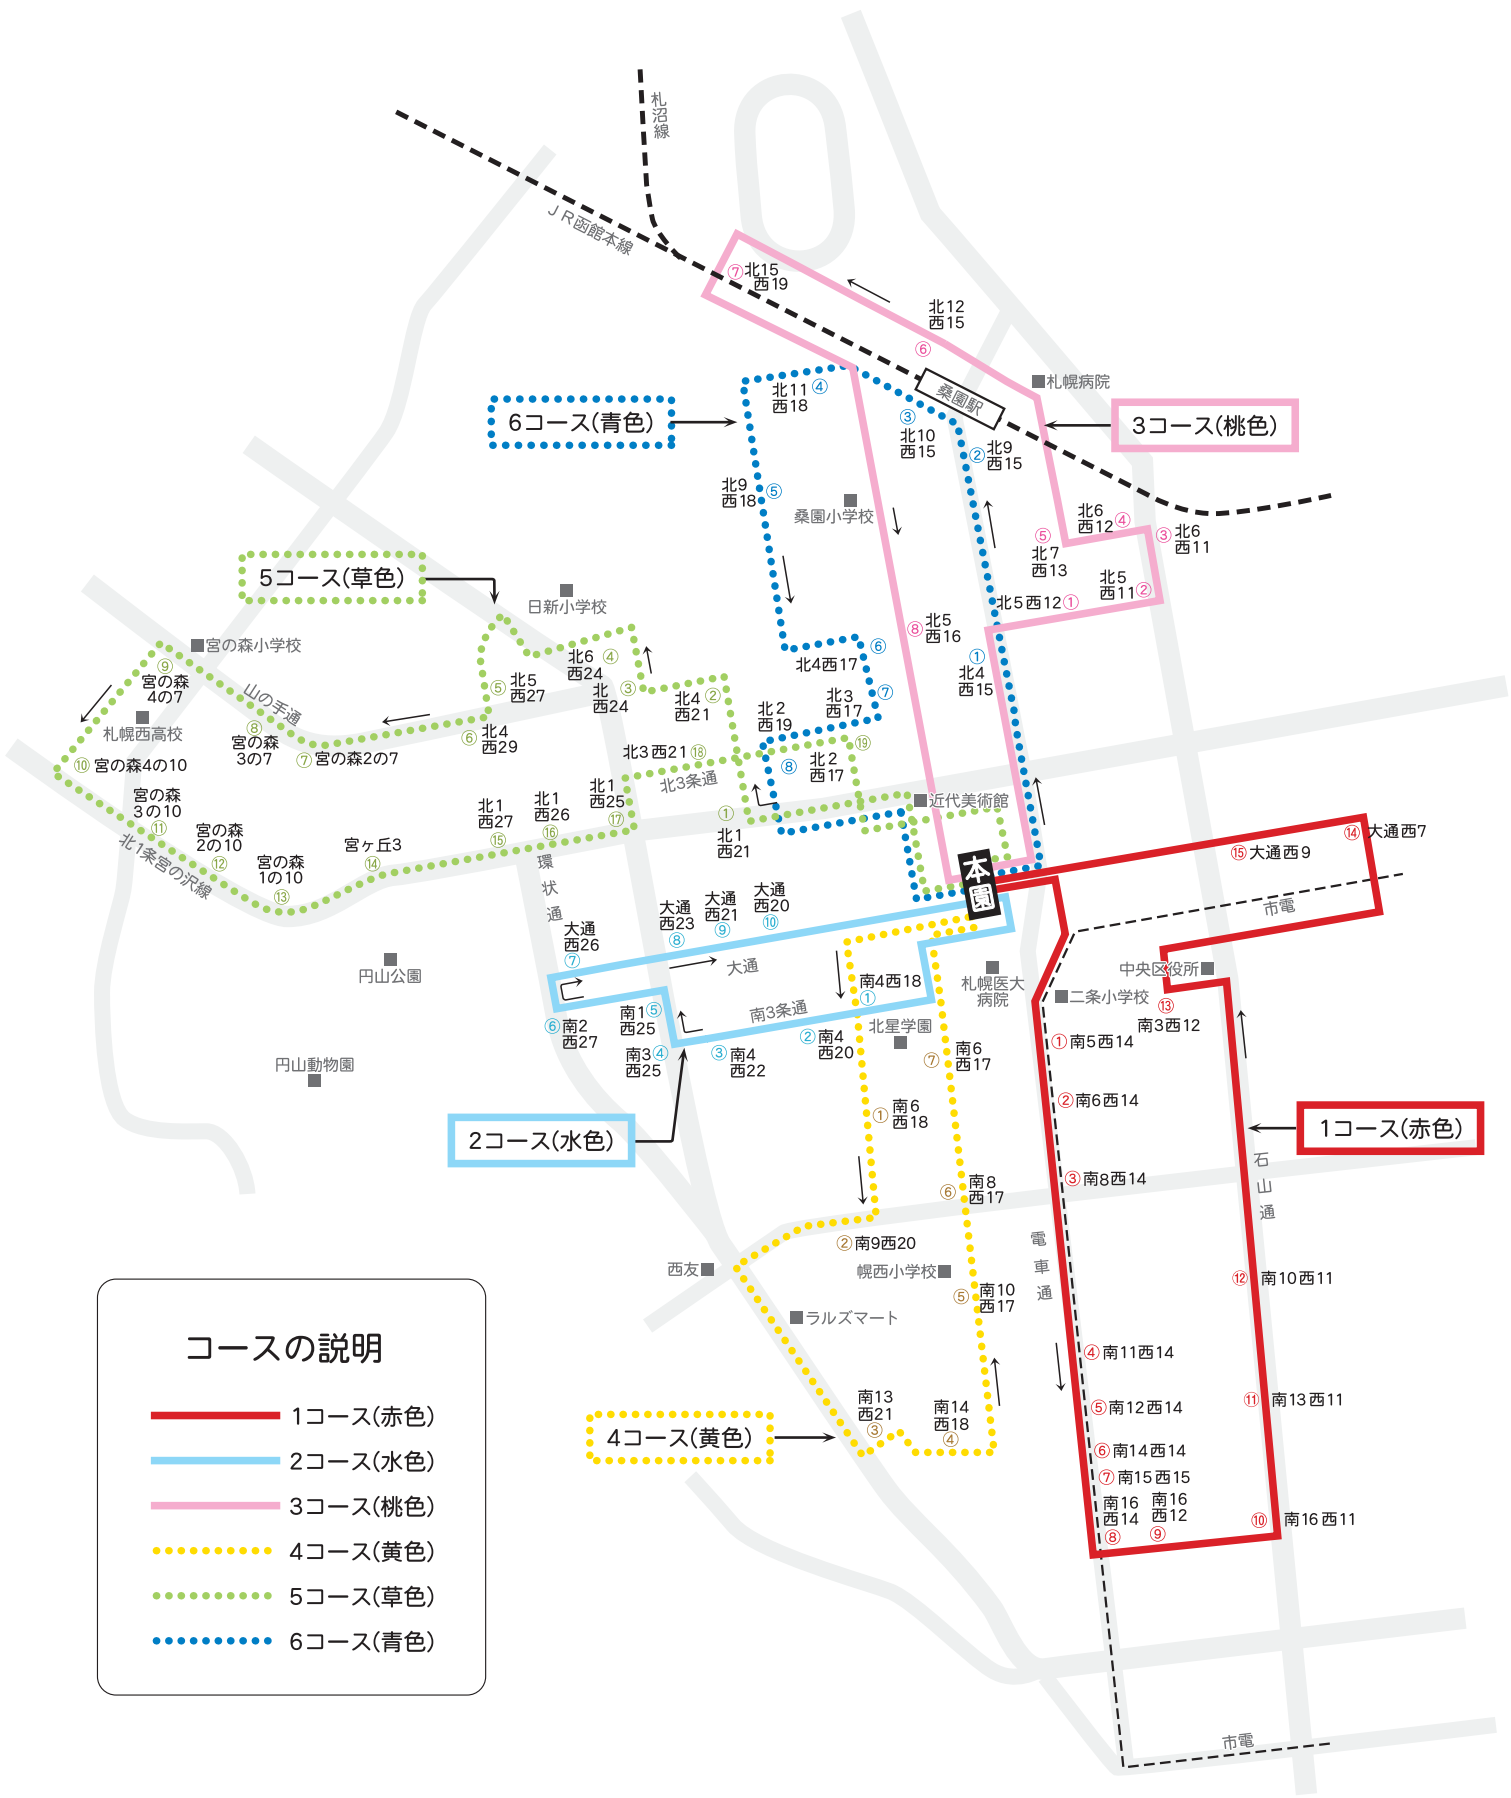 札沼線
JR函館本線
⑦北15
西19
北12
西15
⑥
札幌病院
桑園駅
3コース(桃色)
6コース(青色)
北11④
西18
③
北10
西15
②北9
西15
北9
西18⑤
桑園小学校
北6
西12④
③北6
西11
⑤
北7
西13
北5
西11②
北5西12①
5コース(草色)
日新小学校
宮の森小学校
⑨
宮の森
4の7
山の手通
札幌西高校
⑧
宮の森
3の7
⑦宮の森2の7
⑩宮の森4の10
⑤北5
西27
⑥北4
西29
北6④
西24
北③
西24
北4②
西21
⑧北5
西16
①
北4
西15
⑥
北4西17
⑦
北3
西17
北2
西19
⑲
⑧北2
西17
北3西21⑱
北3条通
宮の森
3の10
⑪
北1条宮の沢線
宮の森
2の10
⑫
宮の森
1の10
⑬
宮ヶ丘3
⑭
北1
西27
⑮
北1
西26
⑯
北1
西25
⑰
①
北1
西21
近代美術館
本園
⑭大通西7
⑮大通西9
市電
環状通
大通
西26
⑦
大通
西23
⑧
大通
西21
⑨
大通
西20
⑩
大通
円山公園
円山動物園
⑥南2
西27
南1⑤
西25
南3④
西25
③南4
西22
②南4
西20
南3条通
南4西18
①
北星学園
札幌医大
病院
中央区役所
二条小学校
⑬
南3西12
①南5西14
②南6西14
③南8西14
⑦南6
西17
①南6
西18
⑥南8
西17
②南9西20
幌西小学校
⑤南10
西17
2コース(水色)
1コース(赤色)
石山通
電車通
西友
ラルズマート
⑫南10西11
④南11西14
⑪南13西11
⑤南12西14
⑥南14西14
⑦南15西15
南16
西14
⑧
南16
西12
⑨
⑩南16西11
4コース(黄色)
南13
西21
③
南14
西18
④
市電
コースの説明
1コース(赤色)
2コース(水色)
3コース(桃色)
4コース(黄色)
5コース(草色)
6コース(青色)